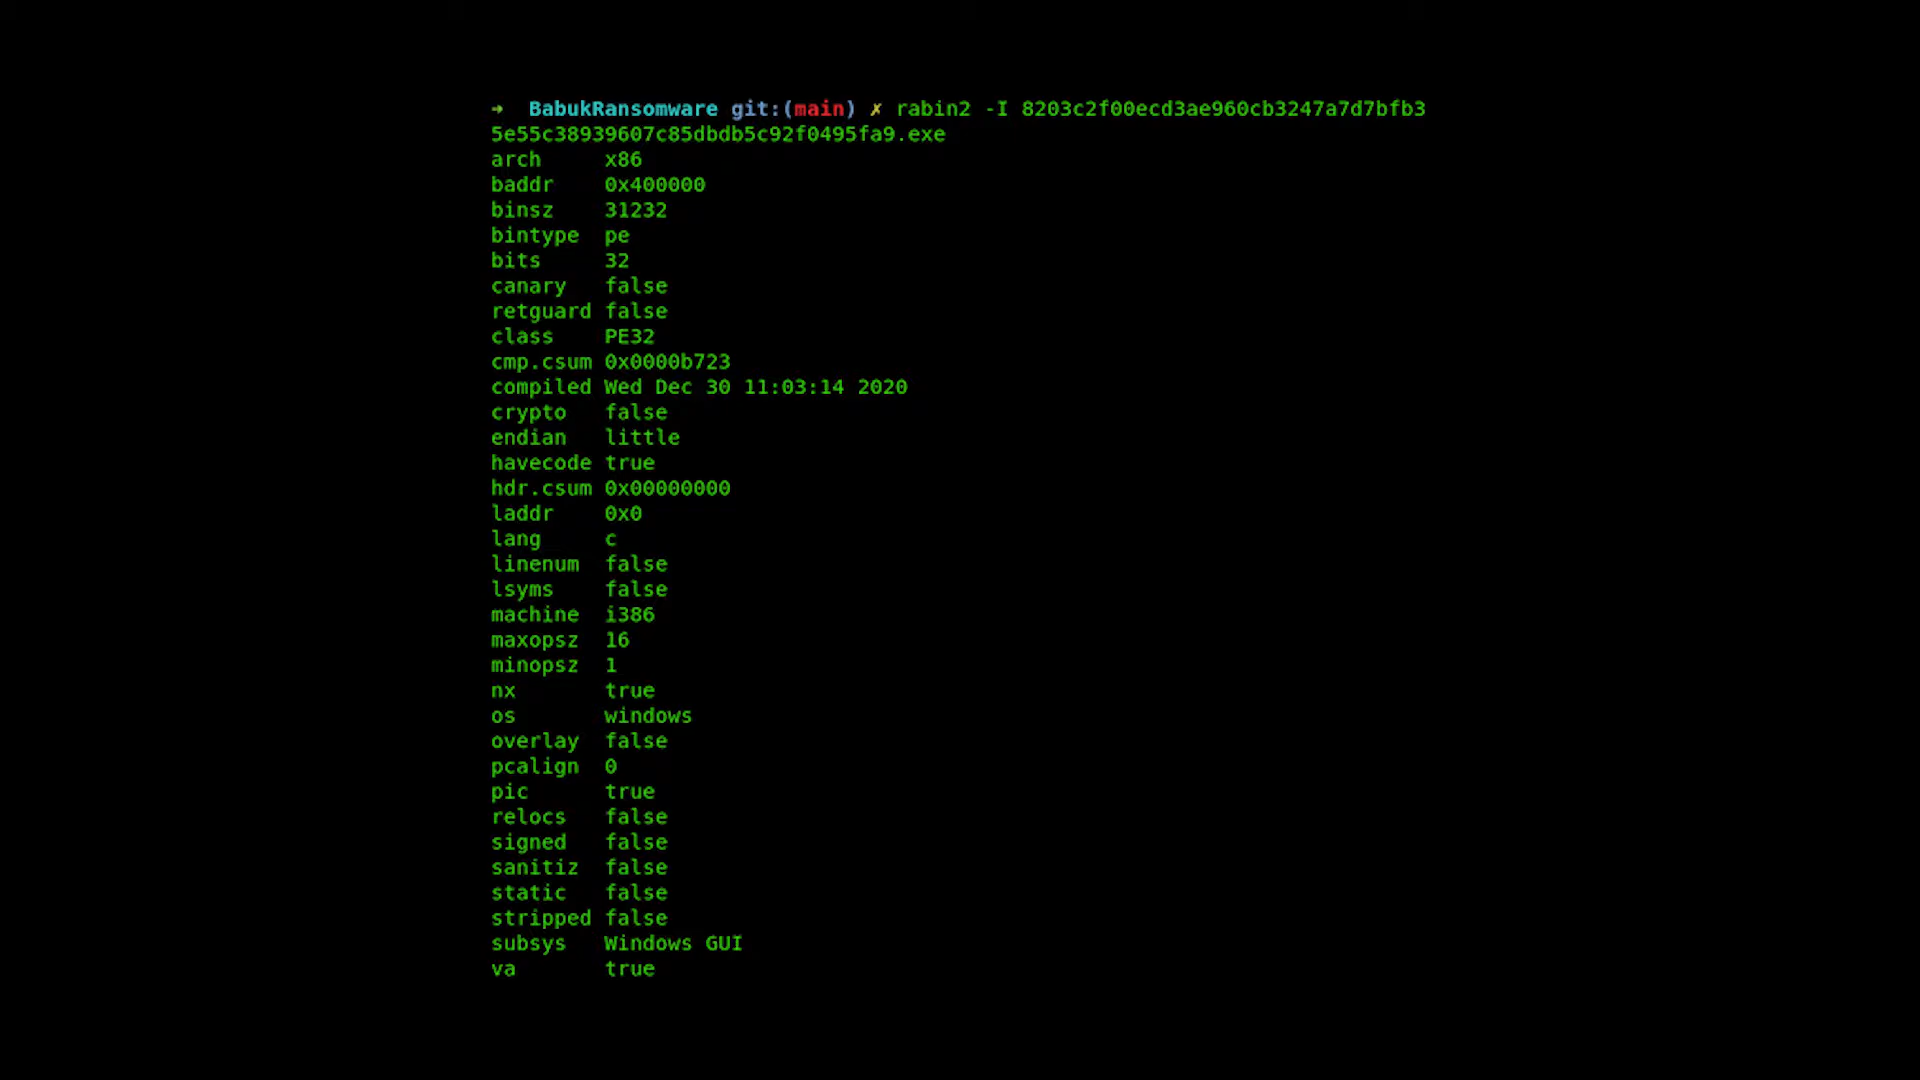 ➜  BabukRansomware git:(main) ✗ rabin2 -I 8203c2f00ecd3ae960cb3247a7d7bfb3
5e55c38939607c85dbdb5c92f0495fa9.exe
arch     x86
baddr    0x400000
binsz    31232
bintype  pe
bits     32
canary   false
retguard false
class    PE32
cmp.csum 0x0000b723
compiled Wed Dec 30 11:03:14 2020
crypto   false
endian   little
havecode true
hdr.csum 0x00000000
laddr    0x0
lang     c
linenum  false
lsyms    false
machine  i386
maxopsz  16
minopsz  1
nx       true
os       windows
overlay  false
pcalign  0
pic      true
relocs   false
signed   false
sanitiz  false
static   false
stripped false
subsys   Windows GUI
va       true